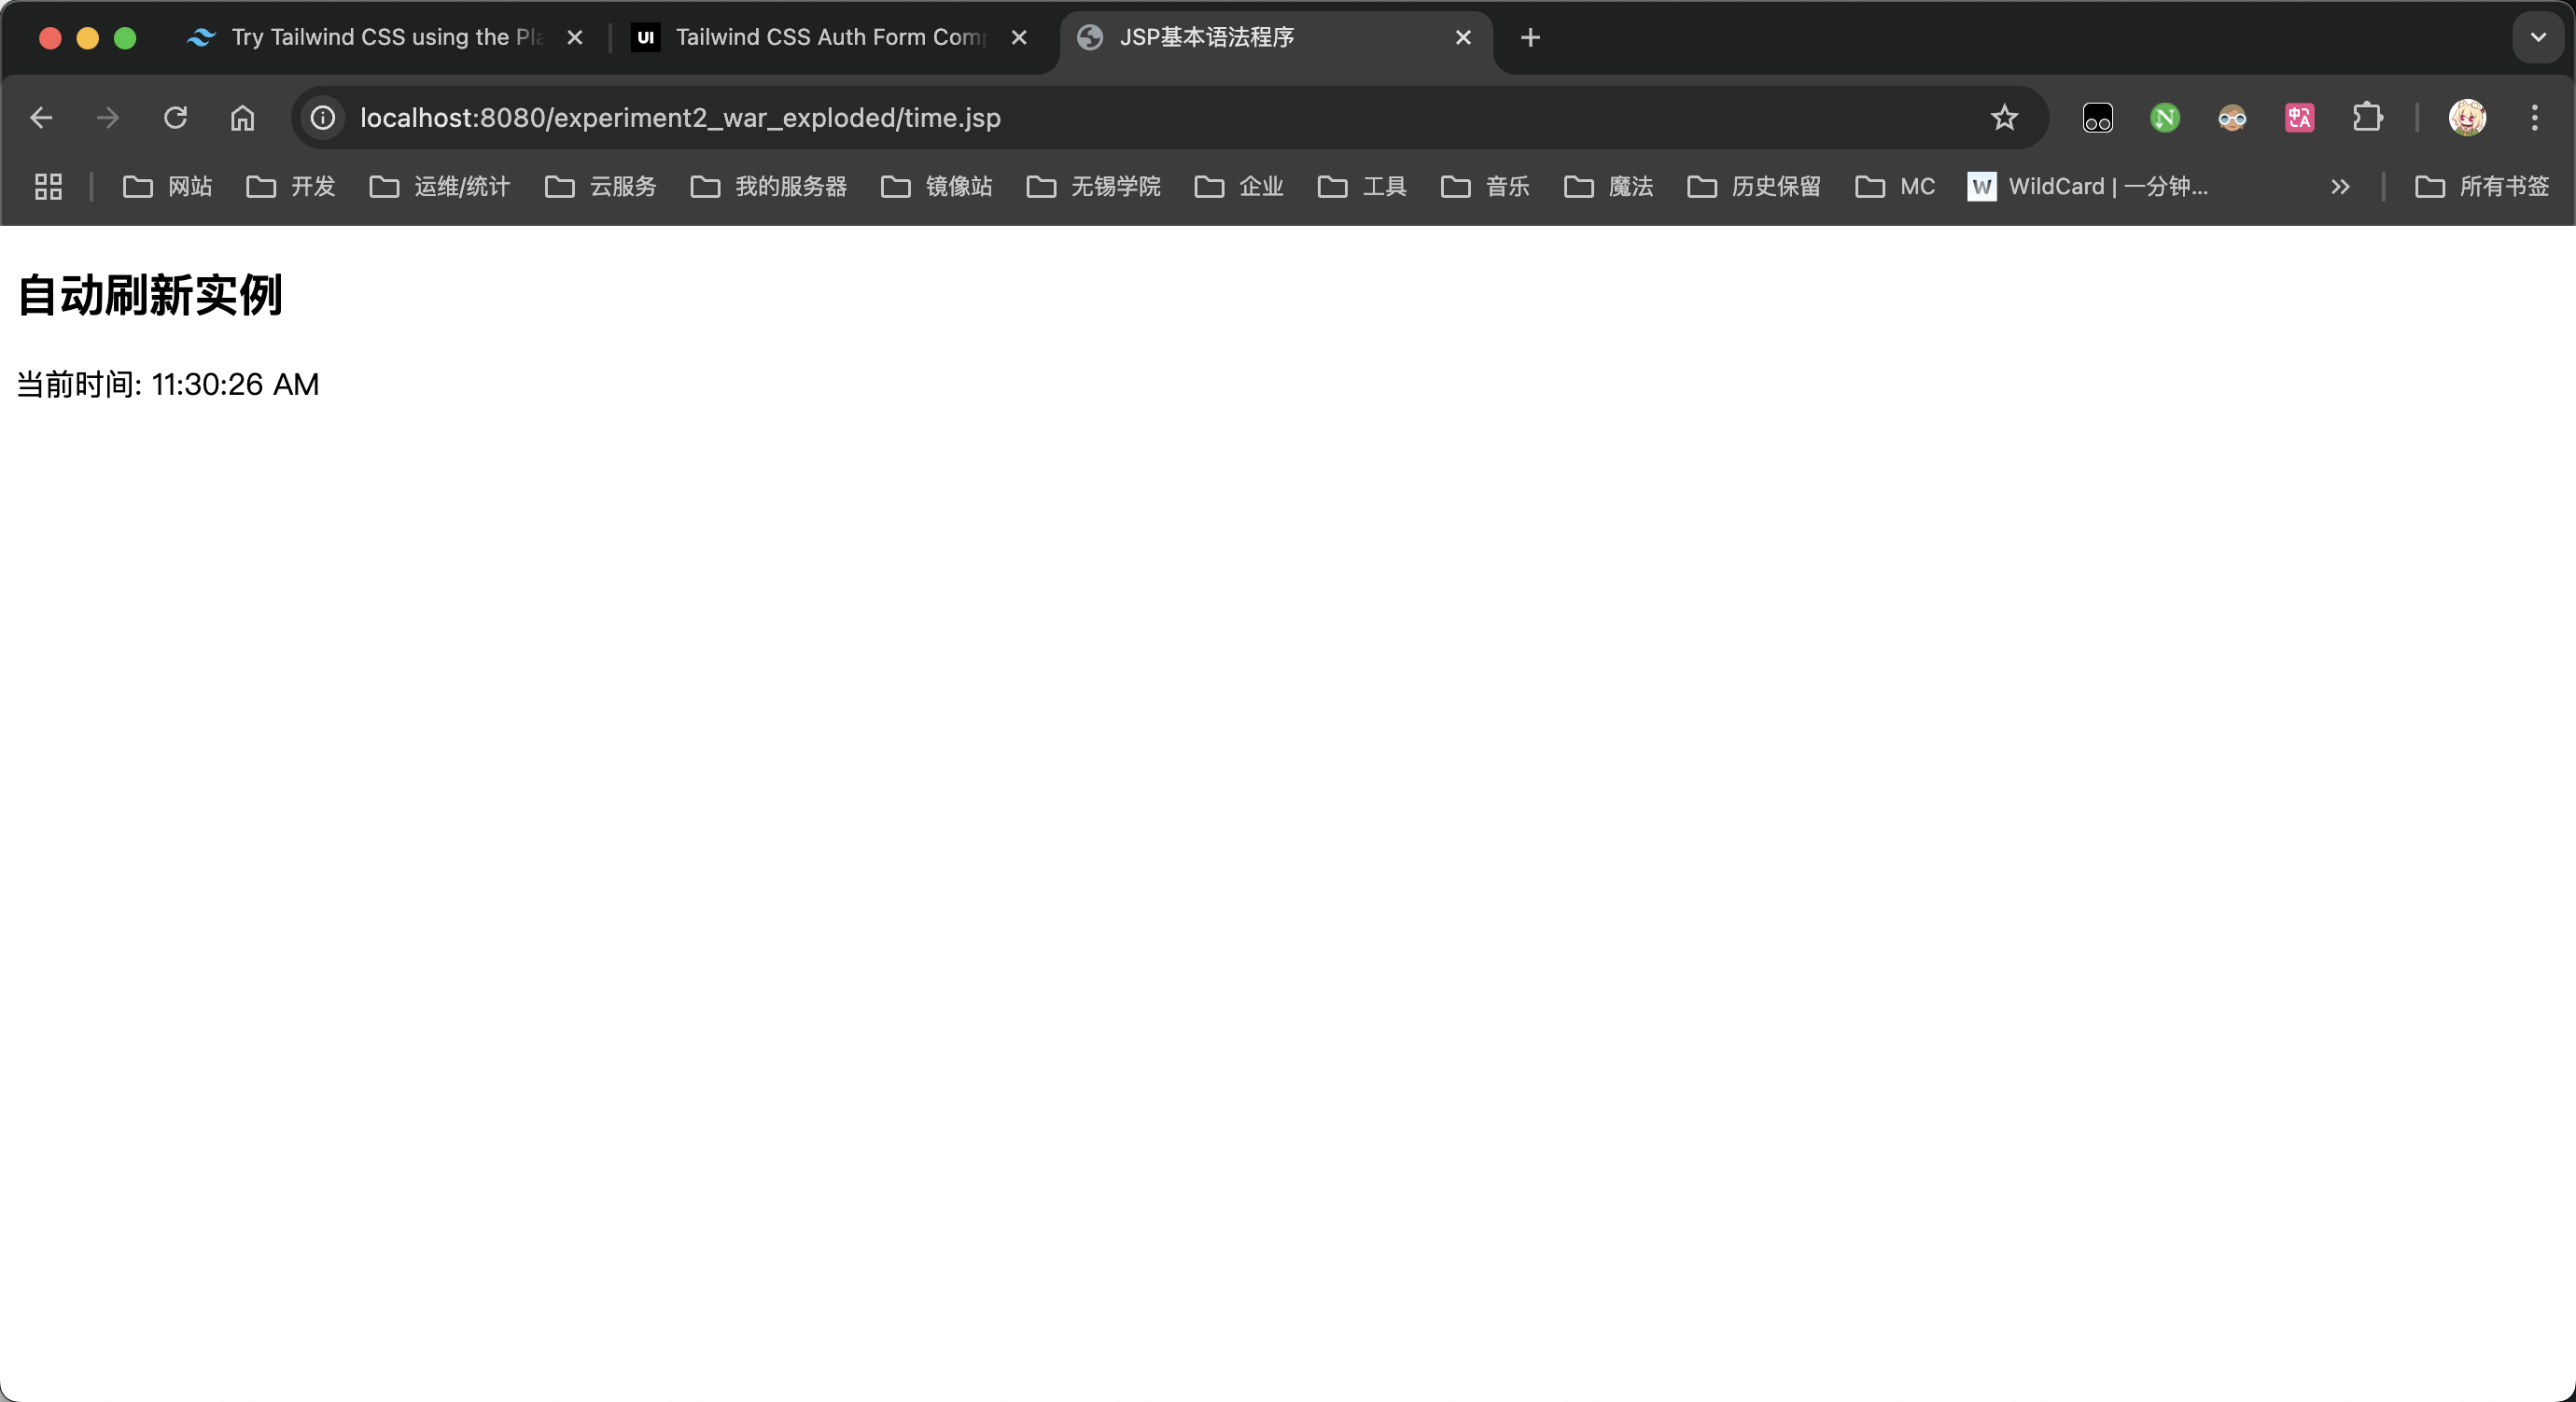 Try Tailwind CSS using the Pla
UI Tailwind CSS Auth Form Comp
JSP基本语法程序
localhost:8080/experiment2_war_exploded/time.jsp
网站 开发 运维/统计 云服务 我的服务器 镜像站 无锡学院 企业 工具 音乐 魔法 历史保留 MC W WildCard | 一分钟... 所有书签
自动刷新实例
当前时间: 11:30:26 AM